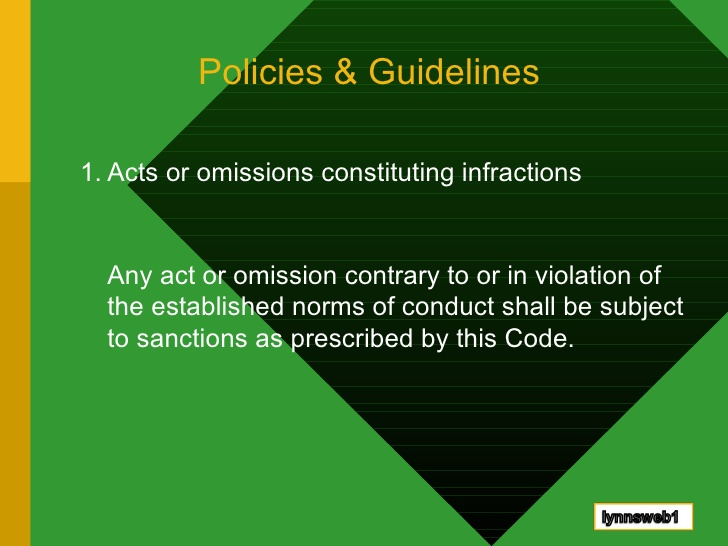 Policies & Guidelines
1. Acts or omissions constituting infractions
Any act or omission contrary to or in violation of
the established norms of conduct shall be subject
to sanctions as prescribed by this Code.
lynnsweb1